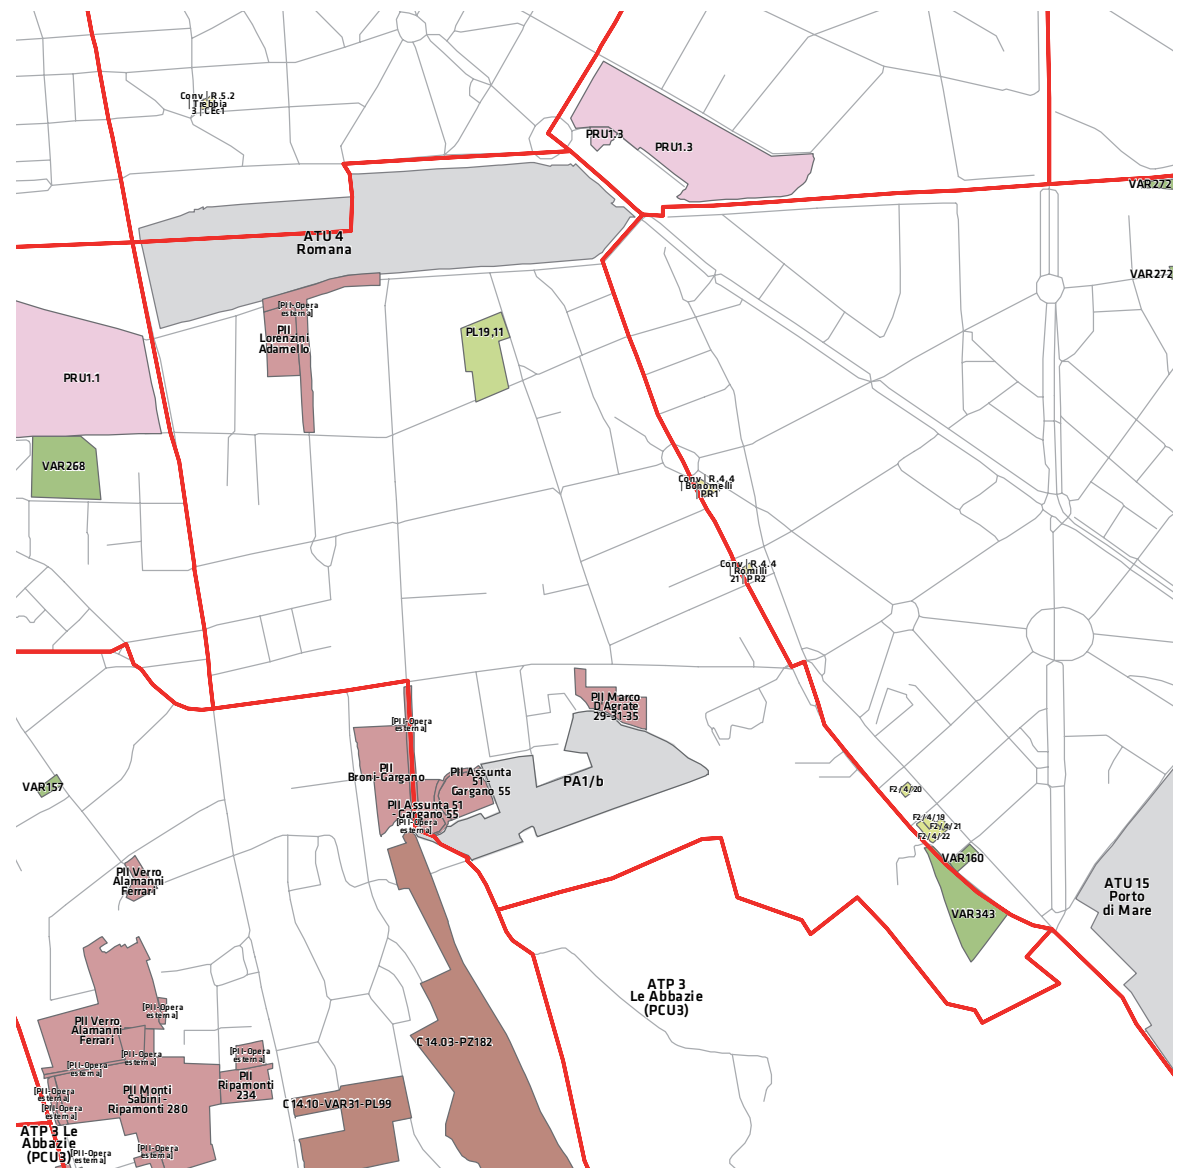 Conv | R.5.2
| Trebbia
3 | CEc1
PRU1.3
PRU1.3
VAR272
ATU 4
Romana
VAR272
[PII-Opera
esterna]
PII
Lorenzini
Adamello
PL19,11
PRU1.1
VAR268
Conv | R.4.4
| Bonomelli
| PR1
Conv | R.4.4
| Romilli
21 | PR2
PII Marco
D'Agrate
29-31-35
[PII-Opera
esterna]
PII
Broni-Gargano
PII Assunta
51 -
Gargano 55
PA1/b
VAR157
F2/4/20
PII Assunta 51
- Gargano 55
[PII-Opera
esterna]
F2/4/19
F2/4/21
F2/4/22
VAR160
PII Verro
Alamanni
Ferrari
ATU 15
Porto
di Mare
VAR343
ATP 3
Le Abbazie
(PCU3)
[PII-Opera
esterna]
PII Verro
Alamanni
Ferrari
C14.03-PZ182
[PII-Opera
esterna]
[PII-Opera
esterna]
[PII-Opera
esterna]
PII
Ripamonti
234
[PII-Opera
esterna]
PII Monti
Sabini-
Ripamonti 280
[PII-Opera
esterna]
C14.10-VAR31-PL99
ATP 3 Le
Abbazie
(PCU3)
[PII-Opera
esterna]
[PII-Opera
esterna]